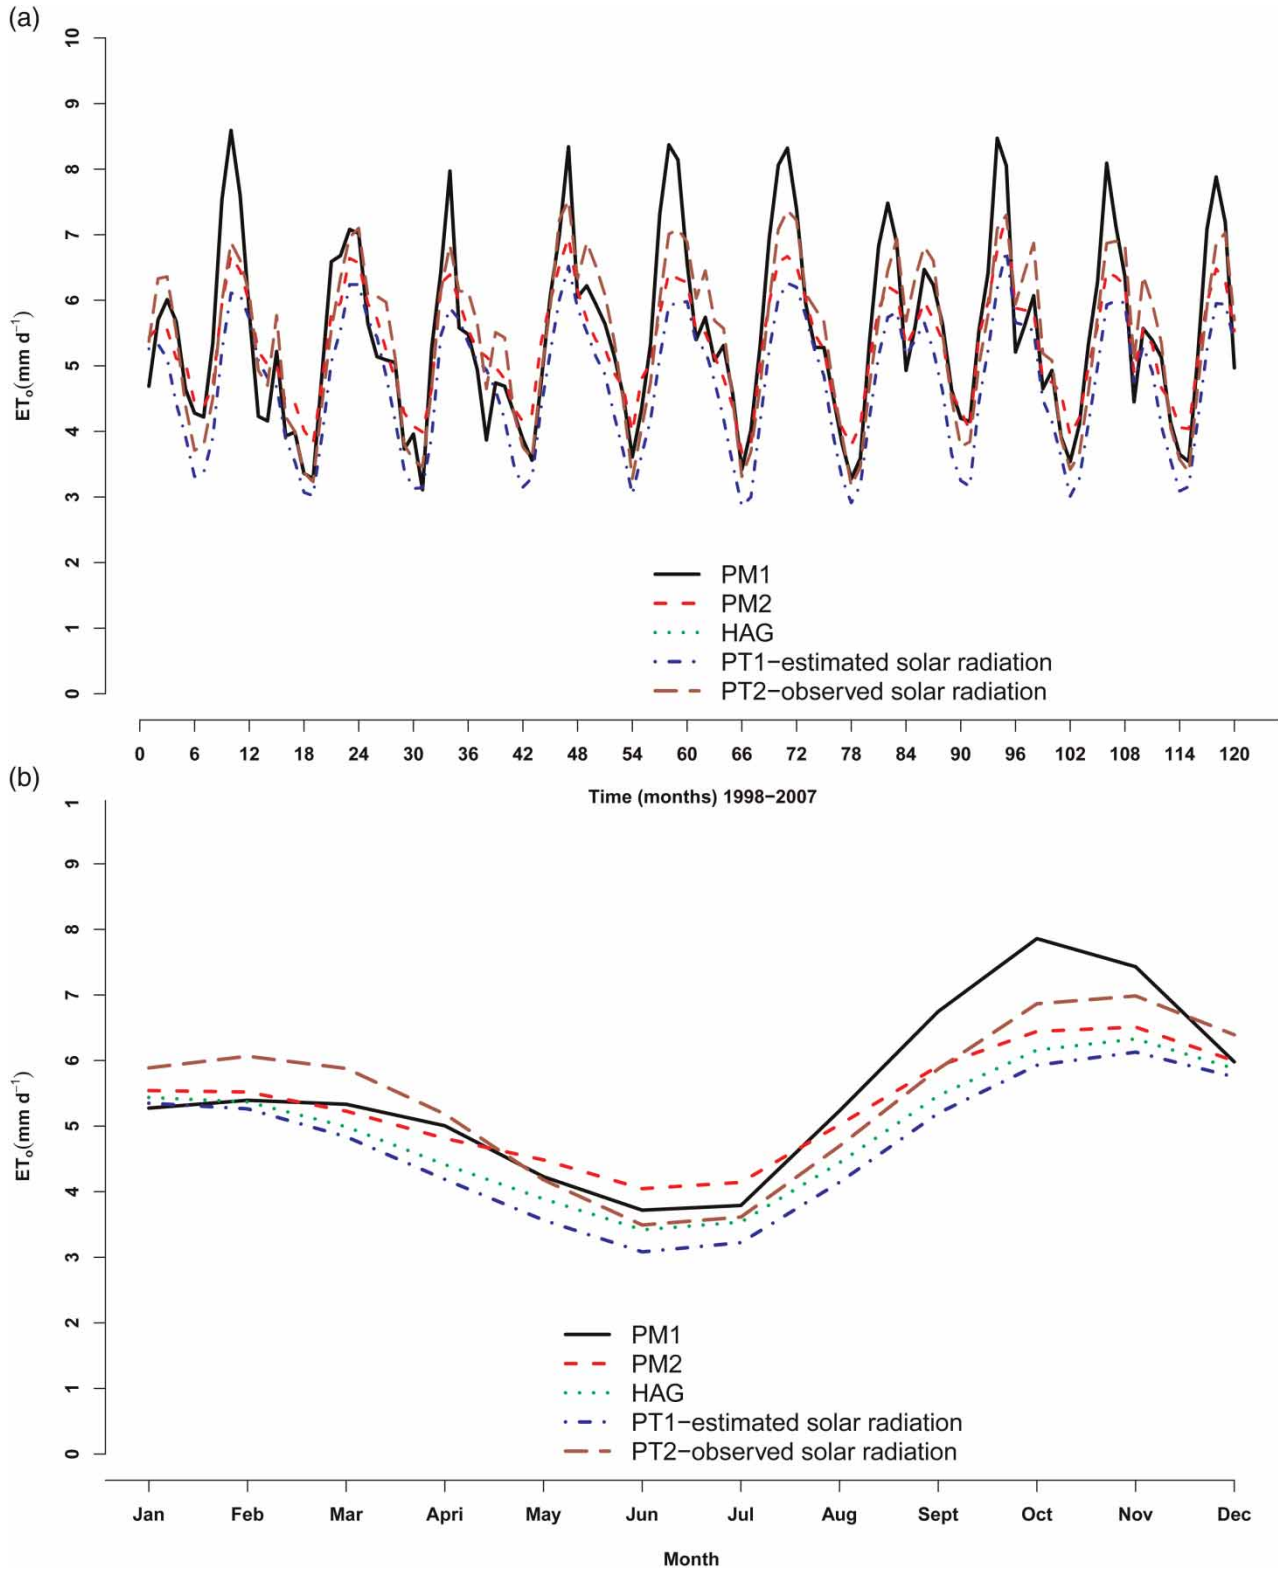 (a)
10
9
8
7
6
5
4
3
2
1
0
ETo(mm d−1)
PM1
PM2
HAG
PT1−estimated solar radiation
PT2−observed solar radiation
0 6 12 18 24 30 36 42 48 54 60 66 72 78 84 90 96 102 108 114 120
Time (months) 1998−2007
(b)
1
9
8
7
6
5
4
3
2
1
0
ETo(mm d−1)
PM1
PM2
HAG
PT1−estimated solar radiation
PT2−observed solar radiation
Jan Feb Mar Apri May Jun Jul Aug Sept Oct Nov Dec
Month